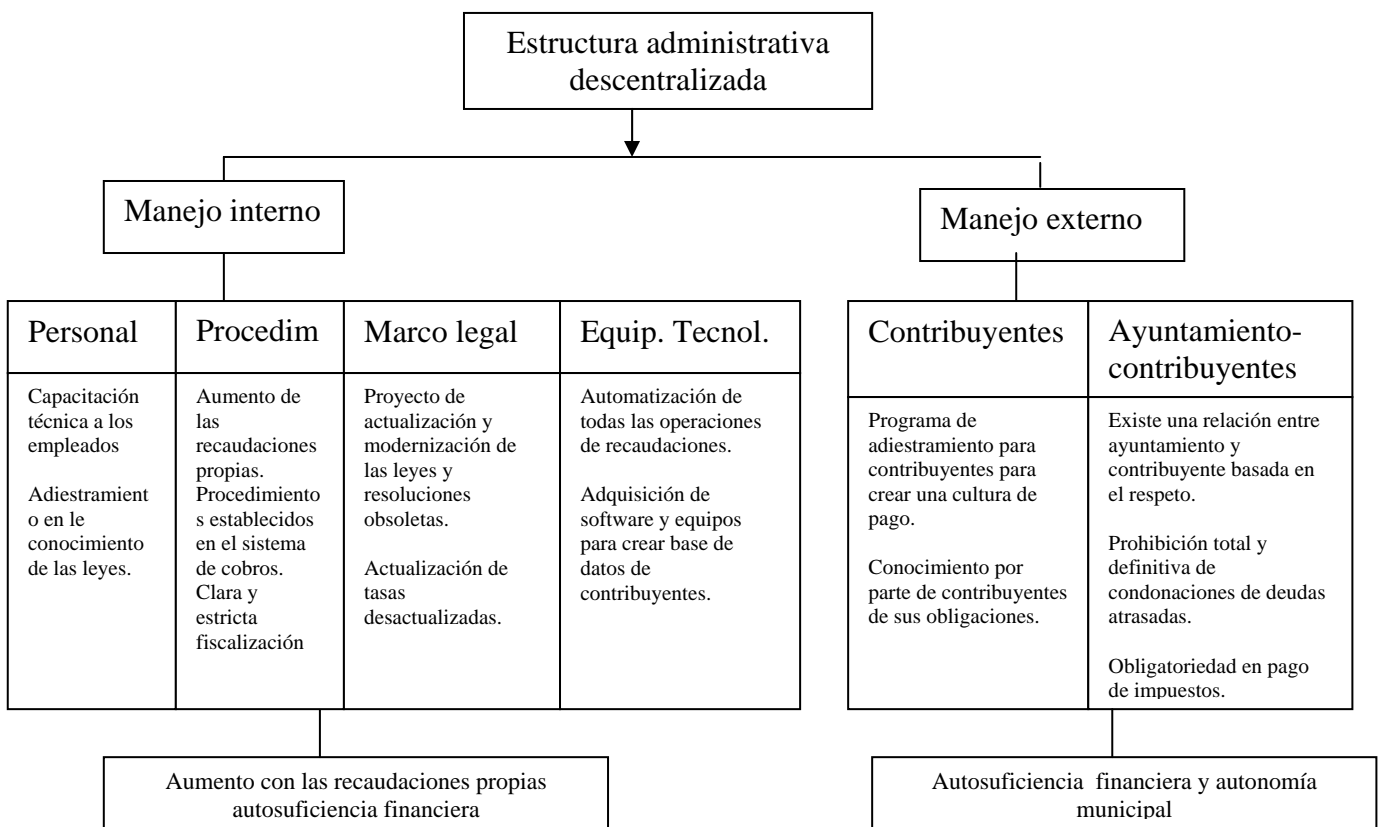 Estructura administrativa
descentralizada
Manejo interno
Manejo externo
Personal
Capacitación
técnica a los
empleados
Adiestramient
o en le
conocimiento
de las leyes.
Procedim
Aumento de
las
recaudaciones
propias.
Procedimiento
s establecidos
en el sistema
de cobros.
Clara y
estricta
fiscalización
Marco legal
Proyecto de
actualización y
modernización de
las leyes y
resoluciones
obsoletas.
Actualización de
tasas
desactualizadas.
Equip. Tecnol.
Automatización de
todas las operaciones
de recaudaciones.
Adquisición de
software y equipos
para crear base de
datos de
contribuyentes.
Contribuyentes
Programa de
adiestramiento para
contribuyentes para
crear una cultura de
pago.
Conocimiento por
parte de contribuyentes
de sus obligaciones.
Ayuntamiento-
contribuyentes
Existe una relación entre
ayuntamiento y
contribuyente basada en
el respeto.
Prohibición total y
definitiva de
condonaciones de deudas
atrasadas.
Obligatoriedad en pago
de impuestos.
Aumento con las recaudaciones propias
autosuficiencia financiera
Autosuficiencia financiera y autonomía
municipal